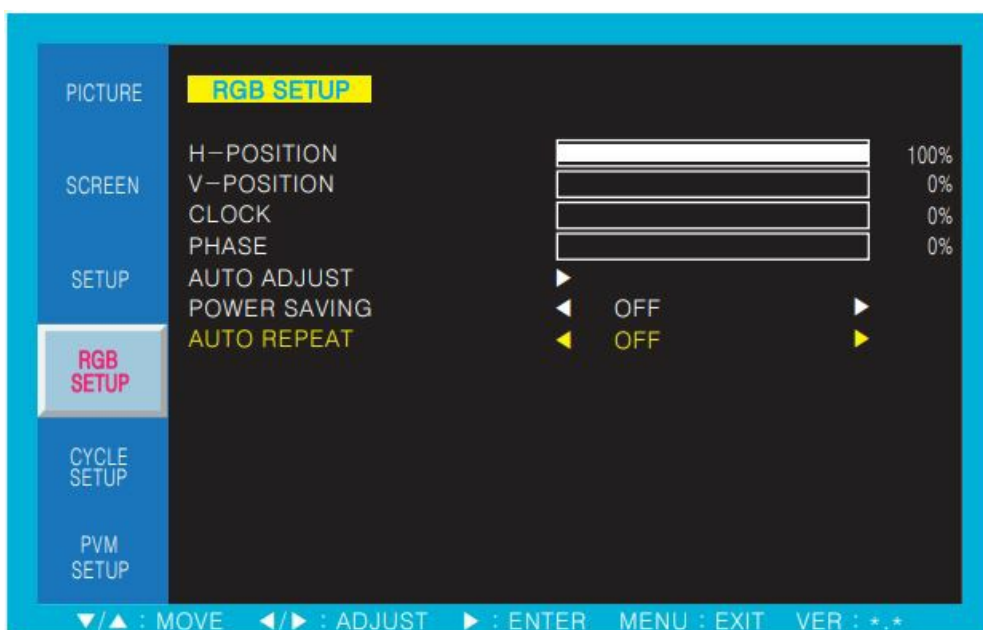 PICTURE
SCREEN
SETUP
RGB
SETUP
CYCLE
SETUP
PVM
SETUP
RGB SETUP
H-POSITION 100%
V-POSITION 0%
CLOCK 0%
PHASE 0%
AUTO ADJUST ▶
POWER SAVING ◀ OFF ▶
AUTO REPEAT ◀ OFF ▶
▼/▲ : MOVE ◀/▶ : ADJUST ▶ : ENTER MENU : EXIT VER : *.*